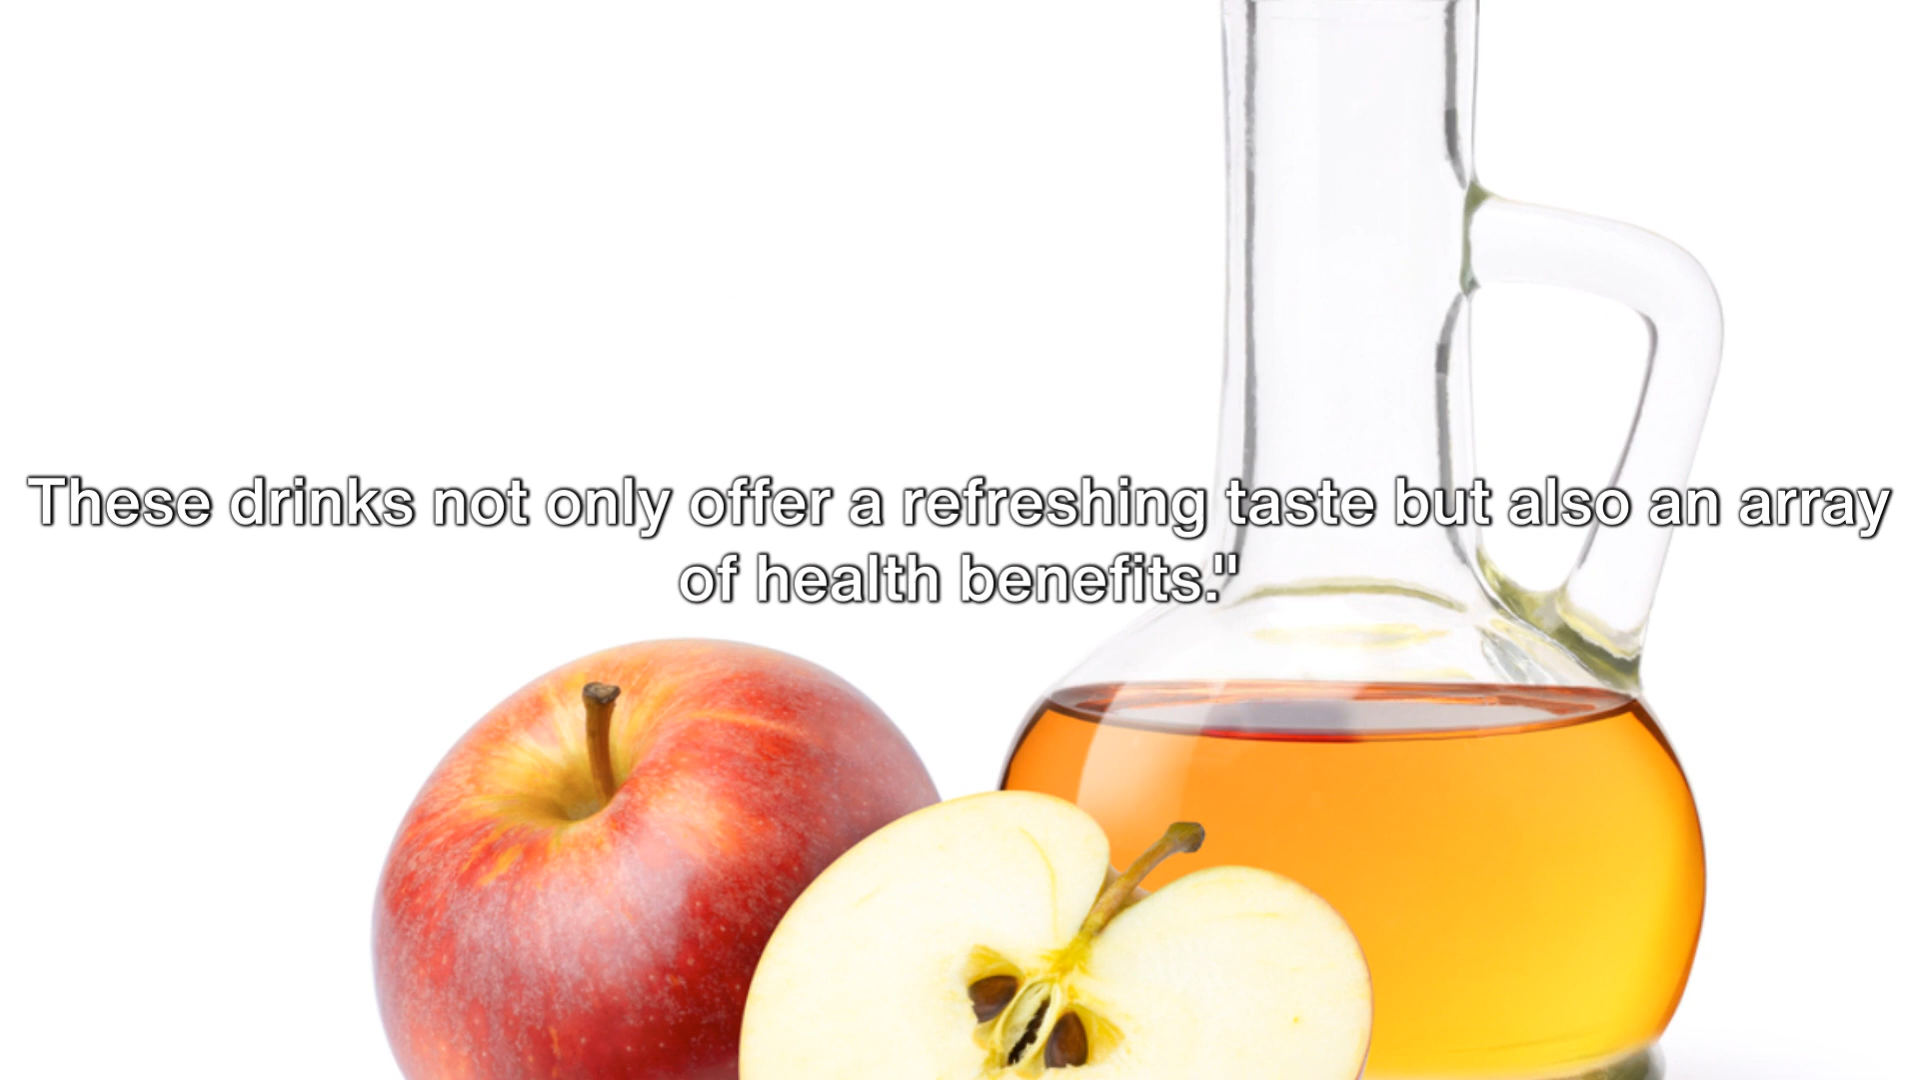 These drinks not only offer a refreshing taste but also an array
of health benefits."